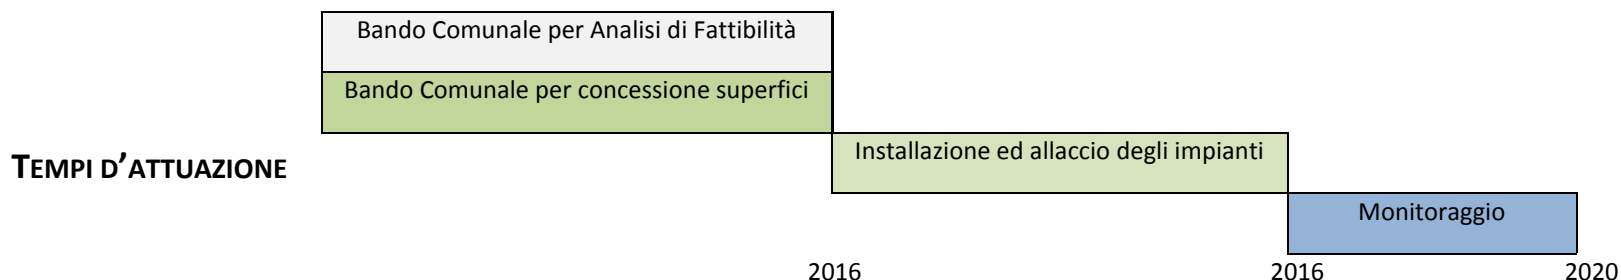 Bando Comunale per Analisi di Fattibilità
Bando Comunale per concessione superfici
Installazione ed allaccio degli impianti
TEMPI D’ATTUAZIONE
Monitoraggio
2016 2016 2020